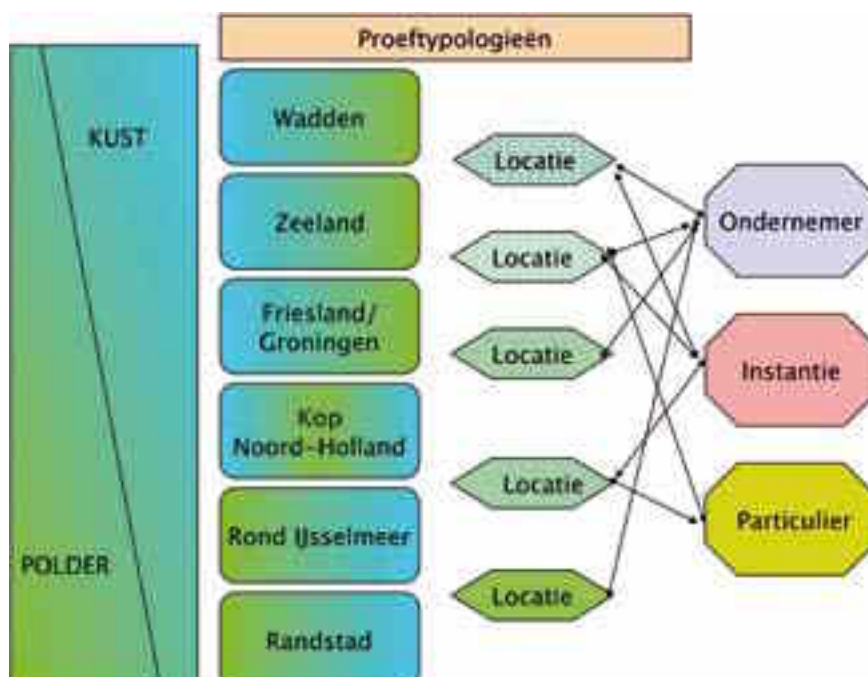 Proeftypologieën
KUST
POLDER
Wadden
Zeeland
Friesland/
Groningen
Kop
Noord-Holland
Rond IJsselmeer
Randstad
Locatie
Locatie
Locatie
Locatie
Locatie
Ondernemer
Instantie
Particulier